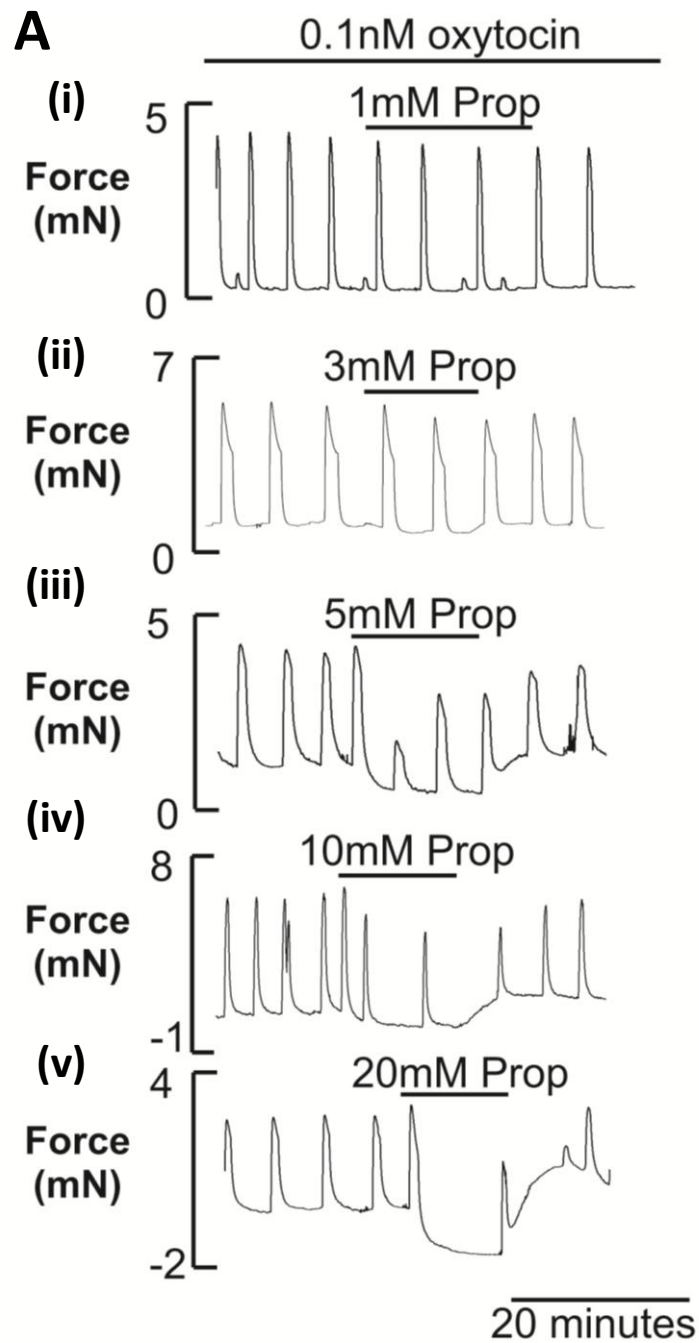 A
0.1nM oxytocin
(i)
5
1mM Prop
Force
(mN)
0
(ii)
7
3mM Prop
Force
(mN)
0
(iii)
5
5mM Prop
Force
(mN)
0
(iv)
8
10mM Prop
Force
(mN)
-1
(v)
4
20mM Prop
Force
(mN)
-2
20 minutes